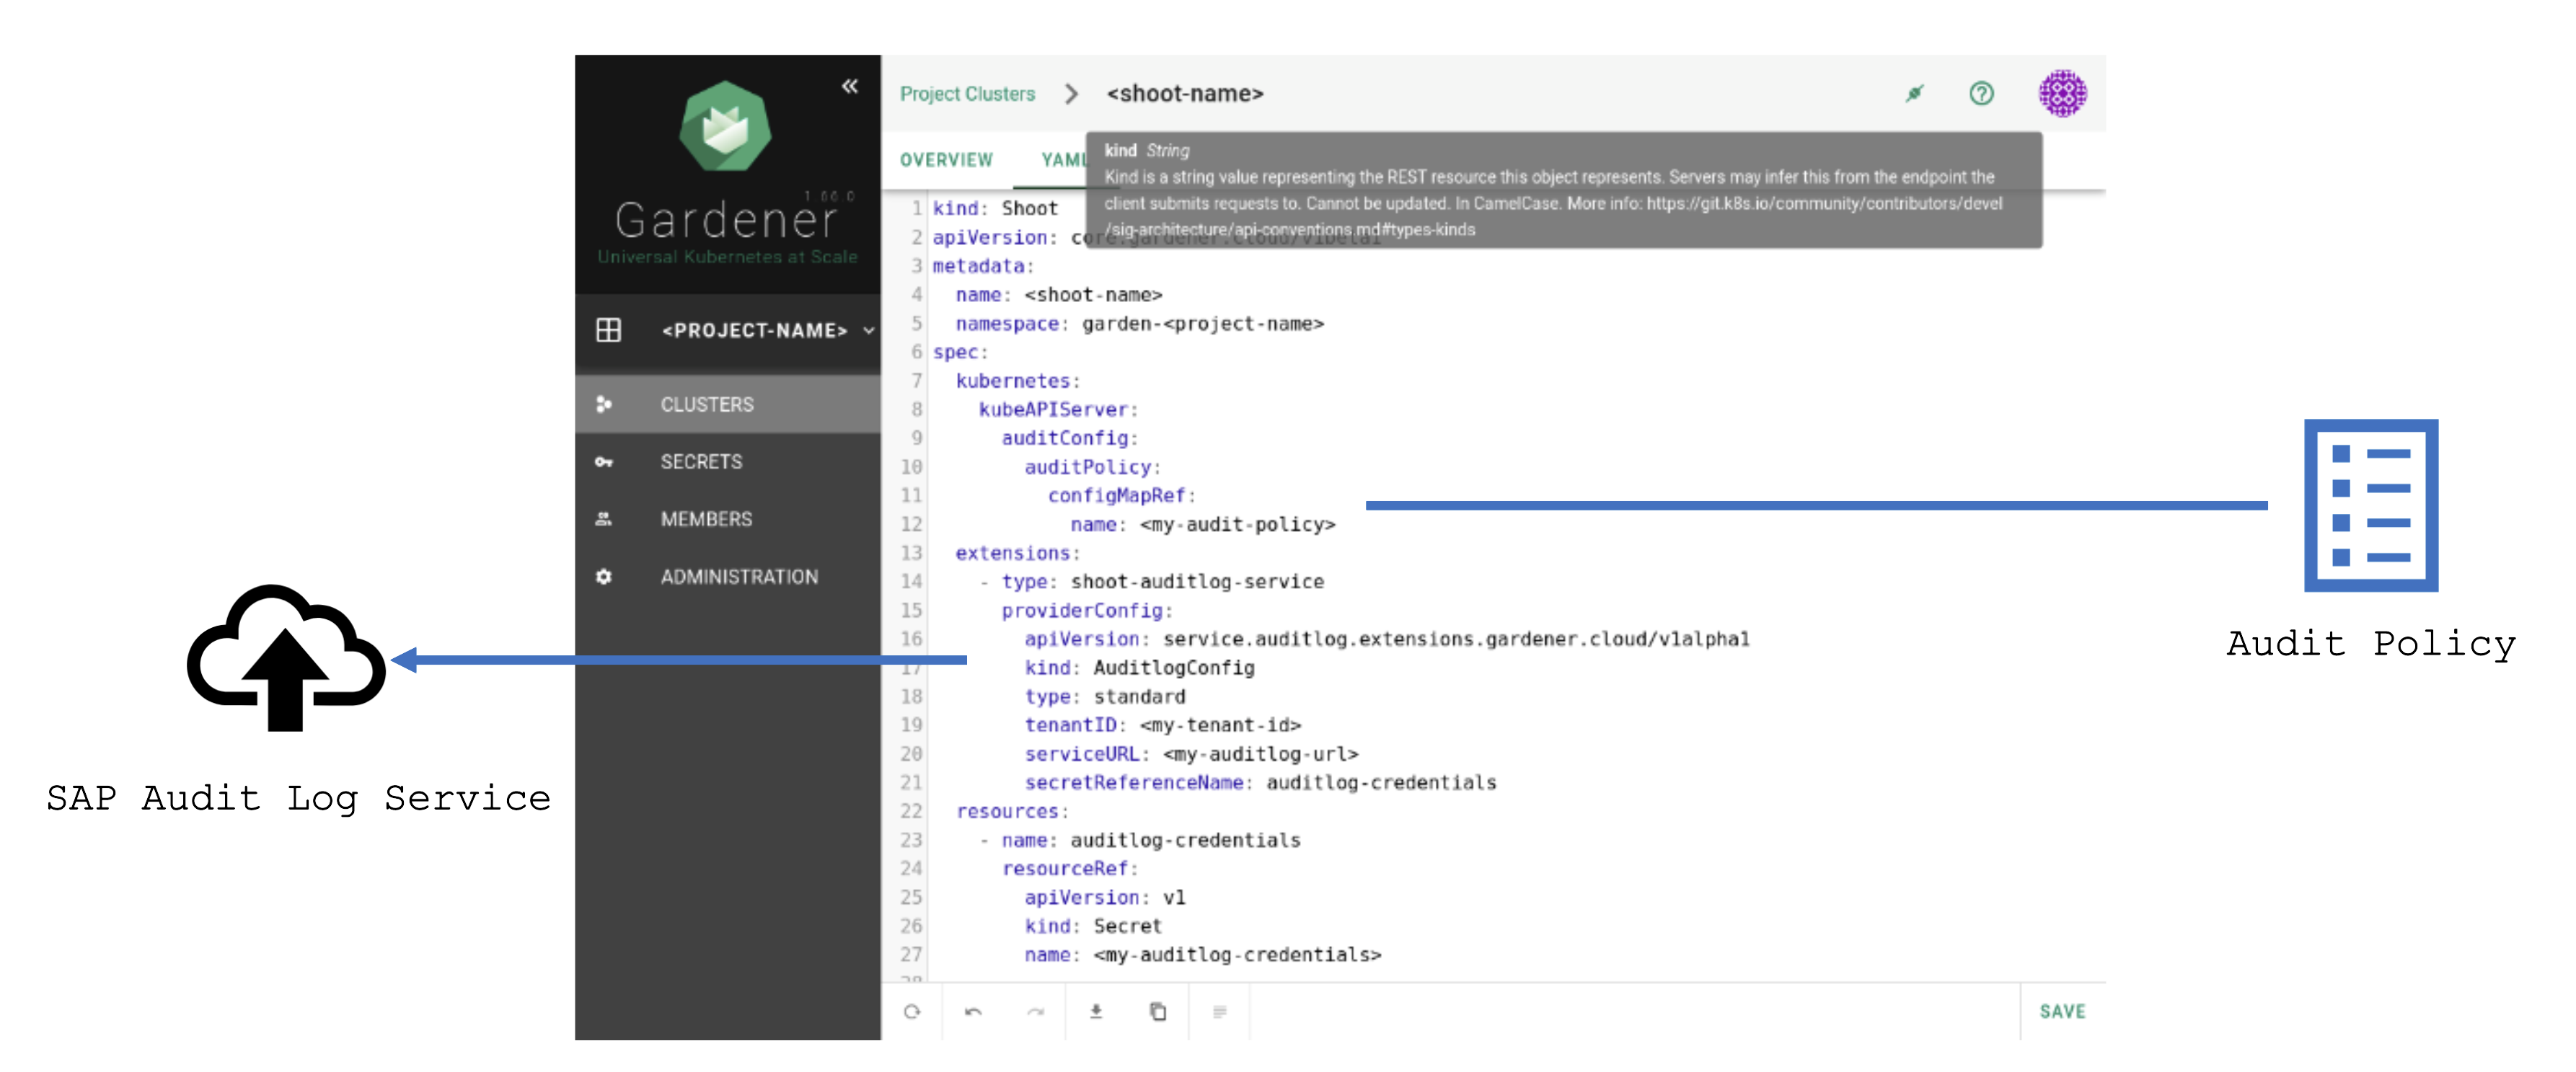 Gardener
1.66.0
Universal Kubernetes at Scale
<PROJECT-NAME>
CLUSTERS
SECRETS
MEMBERS
ADMINISTRATION
Project Clusters > <shoot-name>
OVERVIEW YAML
kind String
Kind is a string value representing the REST resource this object represents. Servers may infer this from the endpoint the
client submits requests to. Cannot be updated. In CamelCase. More info: https://git.k8s.io/community/contributors/devel
/sig-architecture/api-conventions.md#types-kinds
1 kind: Shoot
2 apiVersion: core.gardener.cloud/v1beta1
3 metadata:
4 name: <shoot-name>
5 namespace: garden-<project-name>
6 spec:
7 kubernetes:
8 kubeAPIServer:
9 auditConfig:
10 auditPolicy:
11 configMapRef:
12 name: <my-audit-policy>
13 extensions:
14 - type: shoot-auditlog-service
15 providerConfig:
16 apiVersion: service.auditlog.extensions.gardener.cloud/v1alpha1
17 kind: AuditlogConfig
18 type: standard
19 tenantID: <my-tenant-id>
20 serviceURL: <my-auditlog-url>
21 secretReferenceName: auditlog-credentials
22 resources:
23 - name: auditlog-credentials
24 resourceRef:
25 apiVersion: v1
26 kind: Secret
27 name: <my-auditlog-credentials>
SAVE
SAP Audit Log Service
Audit Policy